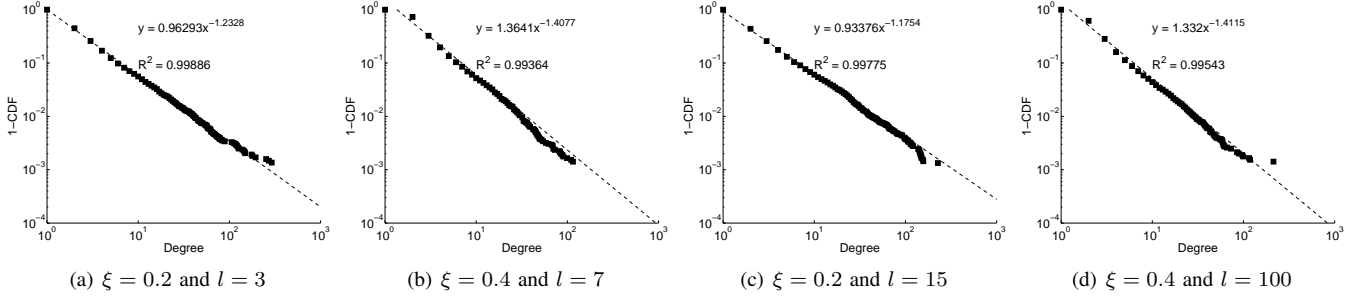 10^0
10^-1
10^-2
10^-3
10^-4
1-CDF
y = 0.96293x^-1.2328
R^2 = 0.99886
10^0 10^1 10^2 10^3
Degree
(a) ξ = 0.2 and l = 3
10^0
10^-1
10^-2
10^-3
10^-4
1-CDF
y = 1.3641x^-1.4077
R^2 = 0.99364
10^0 10^1 10^2 10^3
Degree
(b) ξ = 0.4 and l = 7
10^0
10^-1
10^-2
10^-3
10^-4
1-CDF
y = 0.93376x^-1.1754
R^2 = 0.99775
10^0 10^1 10^2 10^3
Degree
(c) ξ = 0.2 and l = 15
10^0
10^-1
10^-2
10^-3
10^-4
1-CDF
y = 1.332x^-1.4115
R^2 = 0.99543
10^0 10^1 10^2 10^3
Degree
(d) ξ = 0.4 and l = 100